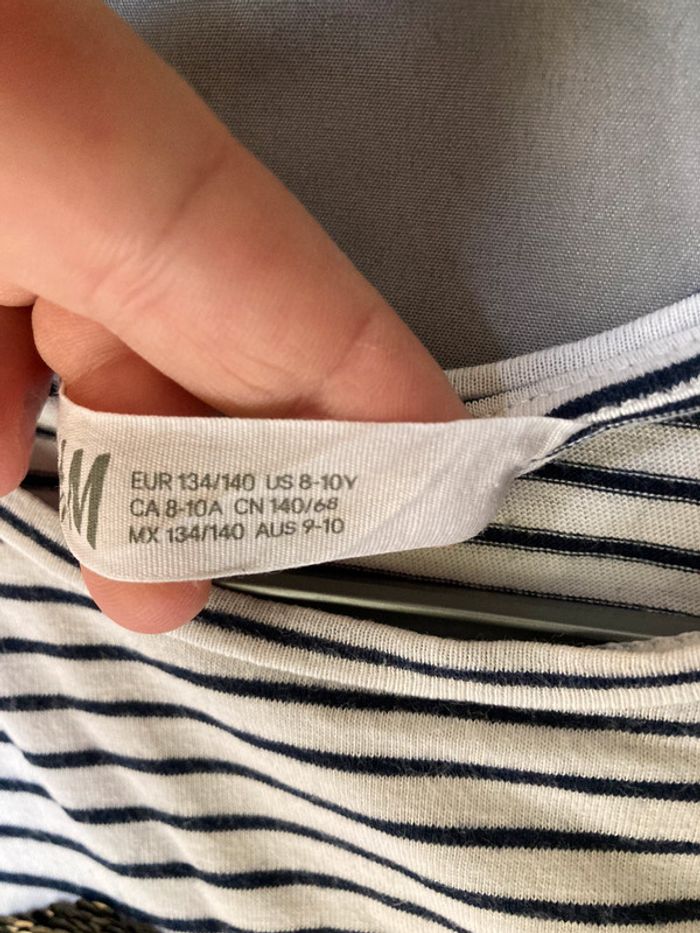 M
EUR 134/140 US 8-10Y
CA 8-10A CN 140/68
MX 134/140 AUS 9-10